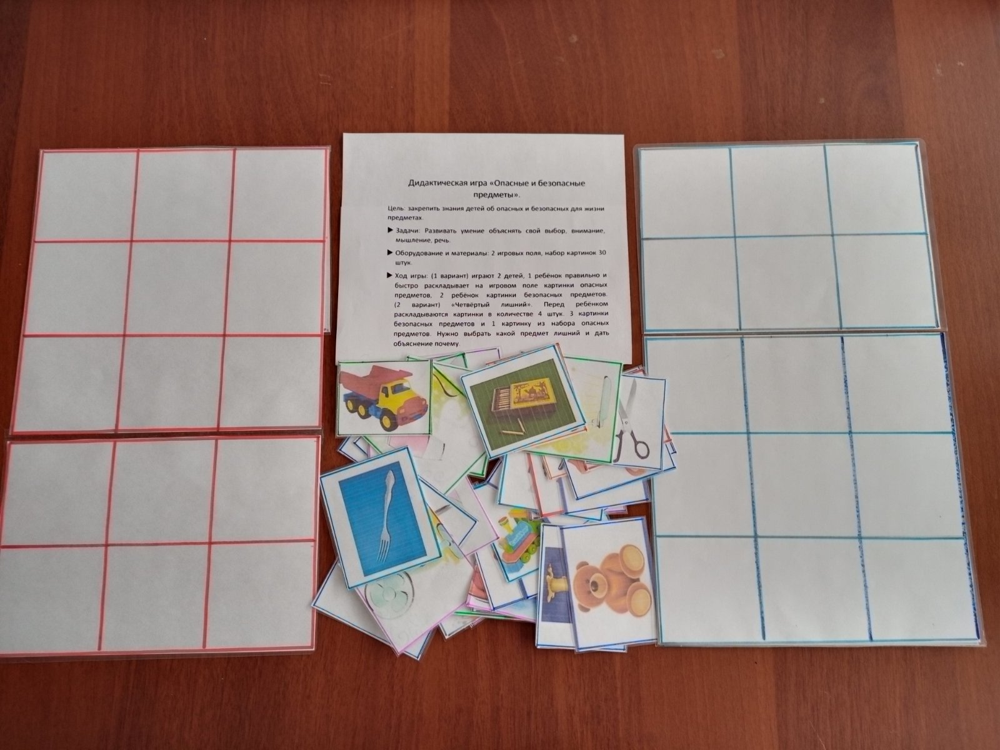 Дидактическая игра «Опасные и безопасные
предметы».
Цель: закрепить знания детей об опасных и безопасных для жизни
предметах.
Задачи: Развивать умение объяснять свой выбор, внимание,
мышление, речь.
Оборудование и материалы: 2 игровых поля, набор картинок 30
штук.
Ход игры: (1 вариант) играют 2 детей, 1 ребёнок правильно и
быстро раскладывает на игровом поле картинки опасных
предметов, 2 ребёнок картинки безопасных предметов.
(2 вариант) «Четвёртый лишний». Перед ребёнком
раскладываются картинки в количестве 4 штук. 3 картинки
безопасных предметов и 1 картинку из набора опасных
предметов. Нужно выбрать какой предмет лишний и дать
объяснение почему.